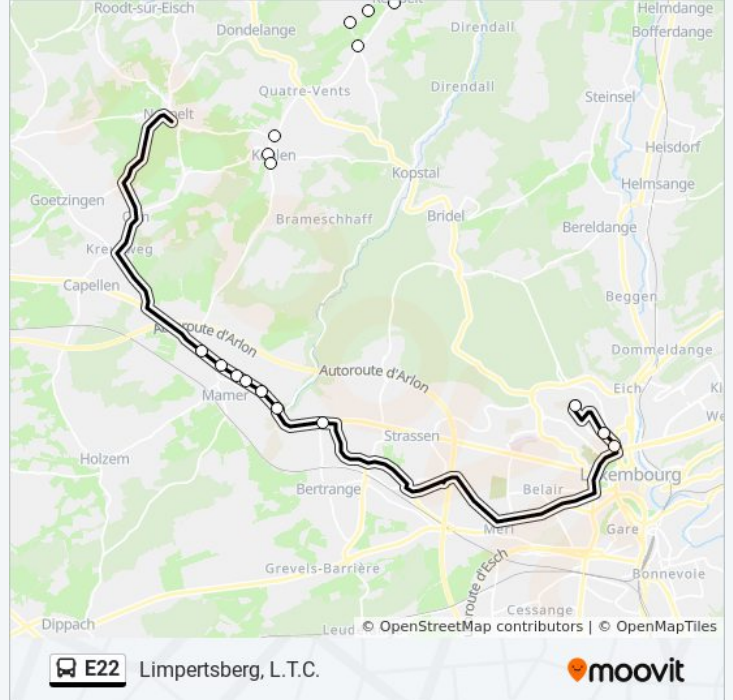 Roodt-sur-Eisch
Helmdange
Dondelange
Direndall
Bofferdange
Quatre-Vents
Direndall
Steinsel
Heisdorf
Kopstal
Helmsange
Goetzingen
Brameschhaff
Bridel
Bereldange
Capellen
Beggen
Autoroute d'Arlon
Dommeldange
Autoroute d'Arlon
Eich
Mamer
Strassen
Holzem
Luxembourg
Bertrange
Belair
Merl
Gare
Grevels-Barrière
route d'Esch
Bonnevoie
Cessange
Dippach
© OpenStreetMap contributors | © OpenMapTiles
E22 Limpertsberg, L.T.C.
moovit